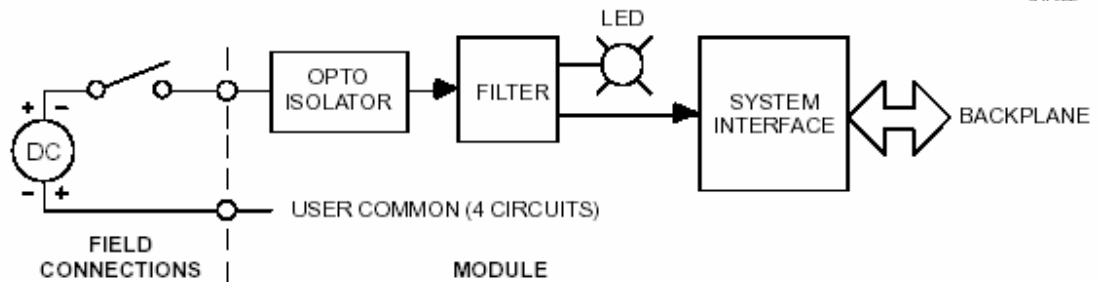 LED
OPTO
ISOLATOR
FILTER
SYSTEM
INTERFACE
BACKPLANE
+ -
DC
- +
USER COMMON (4 CIRCUITS)
FIELD
CONNECTIONS
MODULE